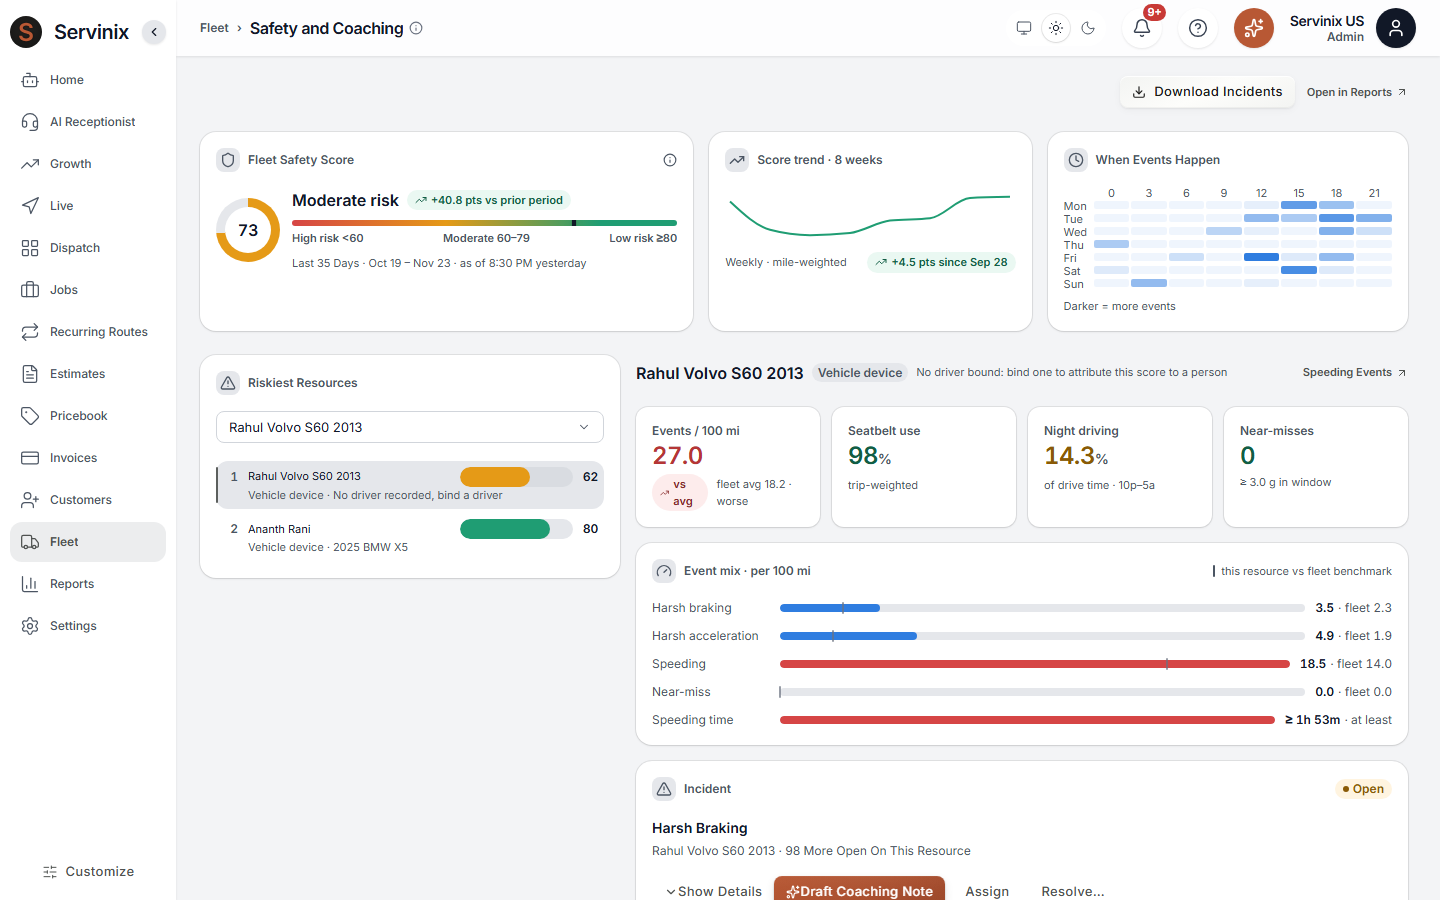 Servinix
Home
AI Receptionist
Growth
Live
Dispatch
Jobs
Recurring Routes
Estimates
Pricebook
Invoices
Customers
Fleet
Reports
Settings
Customize
Fleet › Safety and Coaching
9+
Servinix US
Admin
Download Incidents
Open in Reports
Fleet Safety Score
73
Moderate risk
+40.8 pts vs prior period
High risk <60 Moderate 60–79 Low risk ≥80
Last 35 Days · Oct 19 – Nov 23 · as of 8:30 PM yesterday
Score trend · 8 weeks
Weekly · mile-weighted
+4.5 pts since Sep 28
When Events Happen
0 3 6 9 12 15 18 21
Mon
Tue
Wed
Thu
Fri
Sat
Sun
Darker = more events
Riskiest Resources
Rahul Volvo S60 2013
1 Rahul Volvo S60 2013 62
Vehicle device · No driver recorded, bind a driver
2 Ananth Rani 80
Vehicle device · 2025 BMW X5
Rahul Volvo S60 2013 Vehicle device No driver bound: bind one to attribute this score to a person
Speeding Events
Events / 100 mi
27.0
vs avg
fleet avg 18.2 · worse
Seatbelt use
98%
trip-weighted
Night driving
14.3%
of drive time · 10p–5a
Near-misses
0
≥ 3.0 g in window
Event mix · per 100 mi
this resource vs fleet benchmark
Harsh braking 3.5 · fleet 2.3
Harsh acceleration 4.9 · fleet 1.9
Speeding 18.5 · fleet 14.0
Near-miss 0.0 · fleet 0.0
Speeding time ≥ 1h 53m · at least
Incident
Open
Harsh Braking
Rahul Volvo S60 2013 · 98 More Open On This Resource
Show Details
Draft Coaching Note
Assign
Resolve...